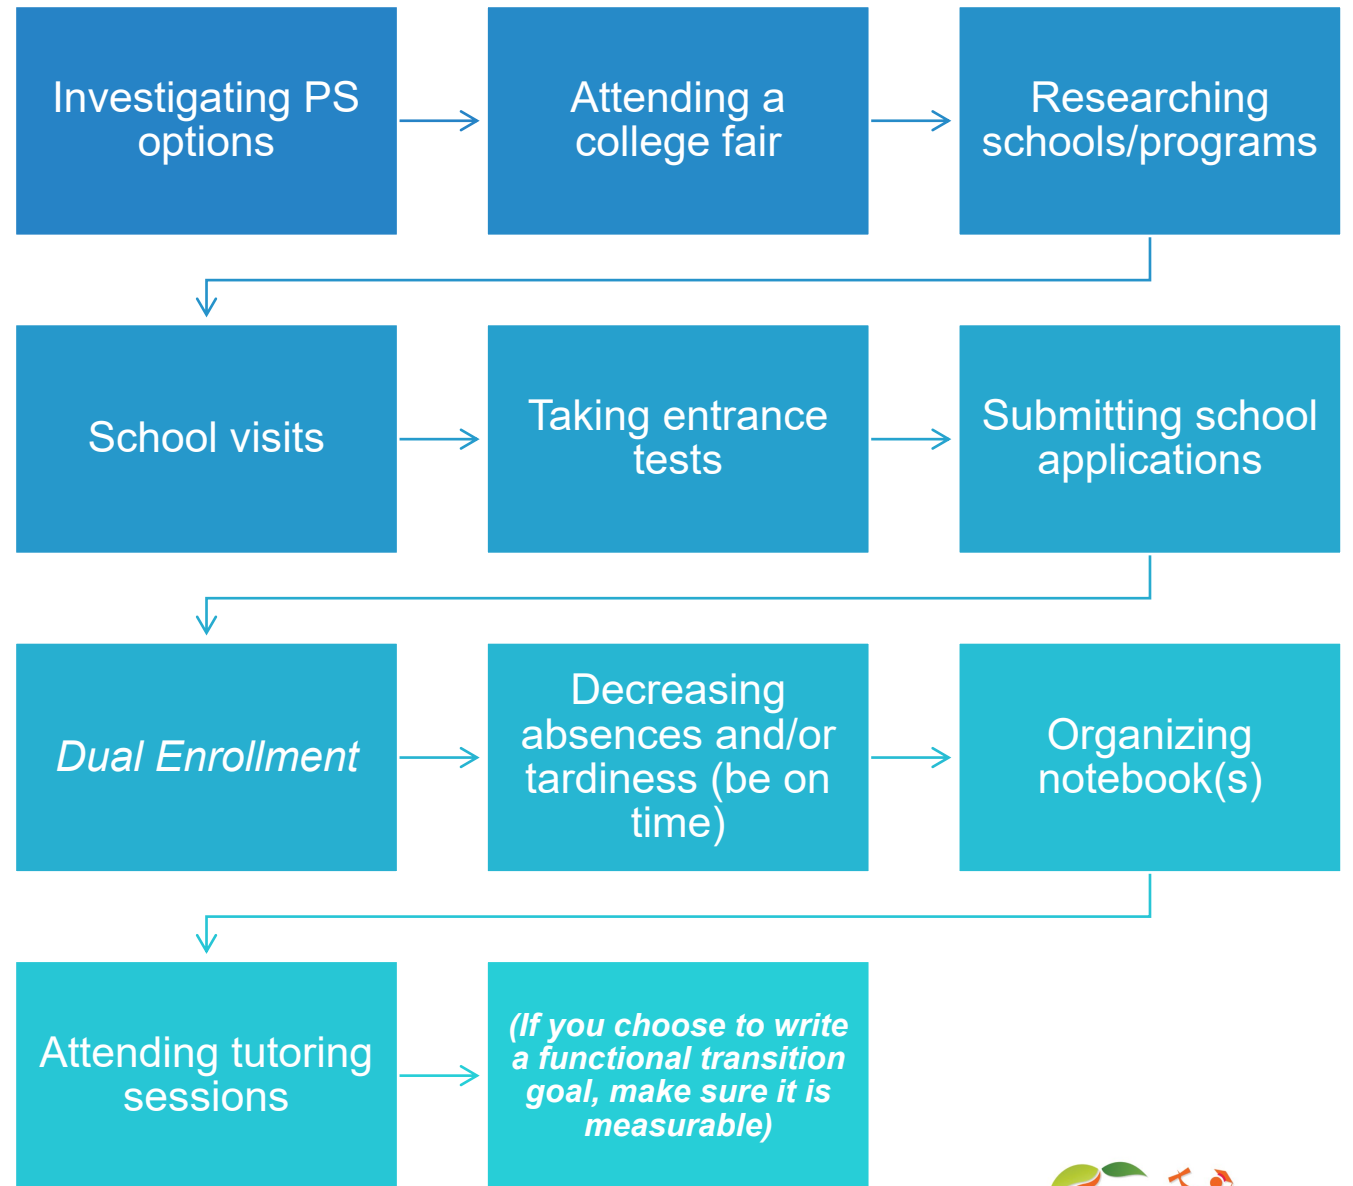 Investigating PS
options
Attending a
college fair
Researching
schools/programs
School visits
Taking entrance
tests
Submitting school
applications
Dual Enrollment
Decreasing
absences and/or
tardiness (be on
time)
Organizing
notebook(s)
Attending tutoring
sessions
(If you choose to write
a functional transition
goal, make sure it is
measurable)